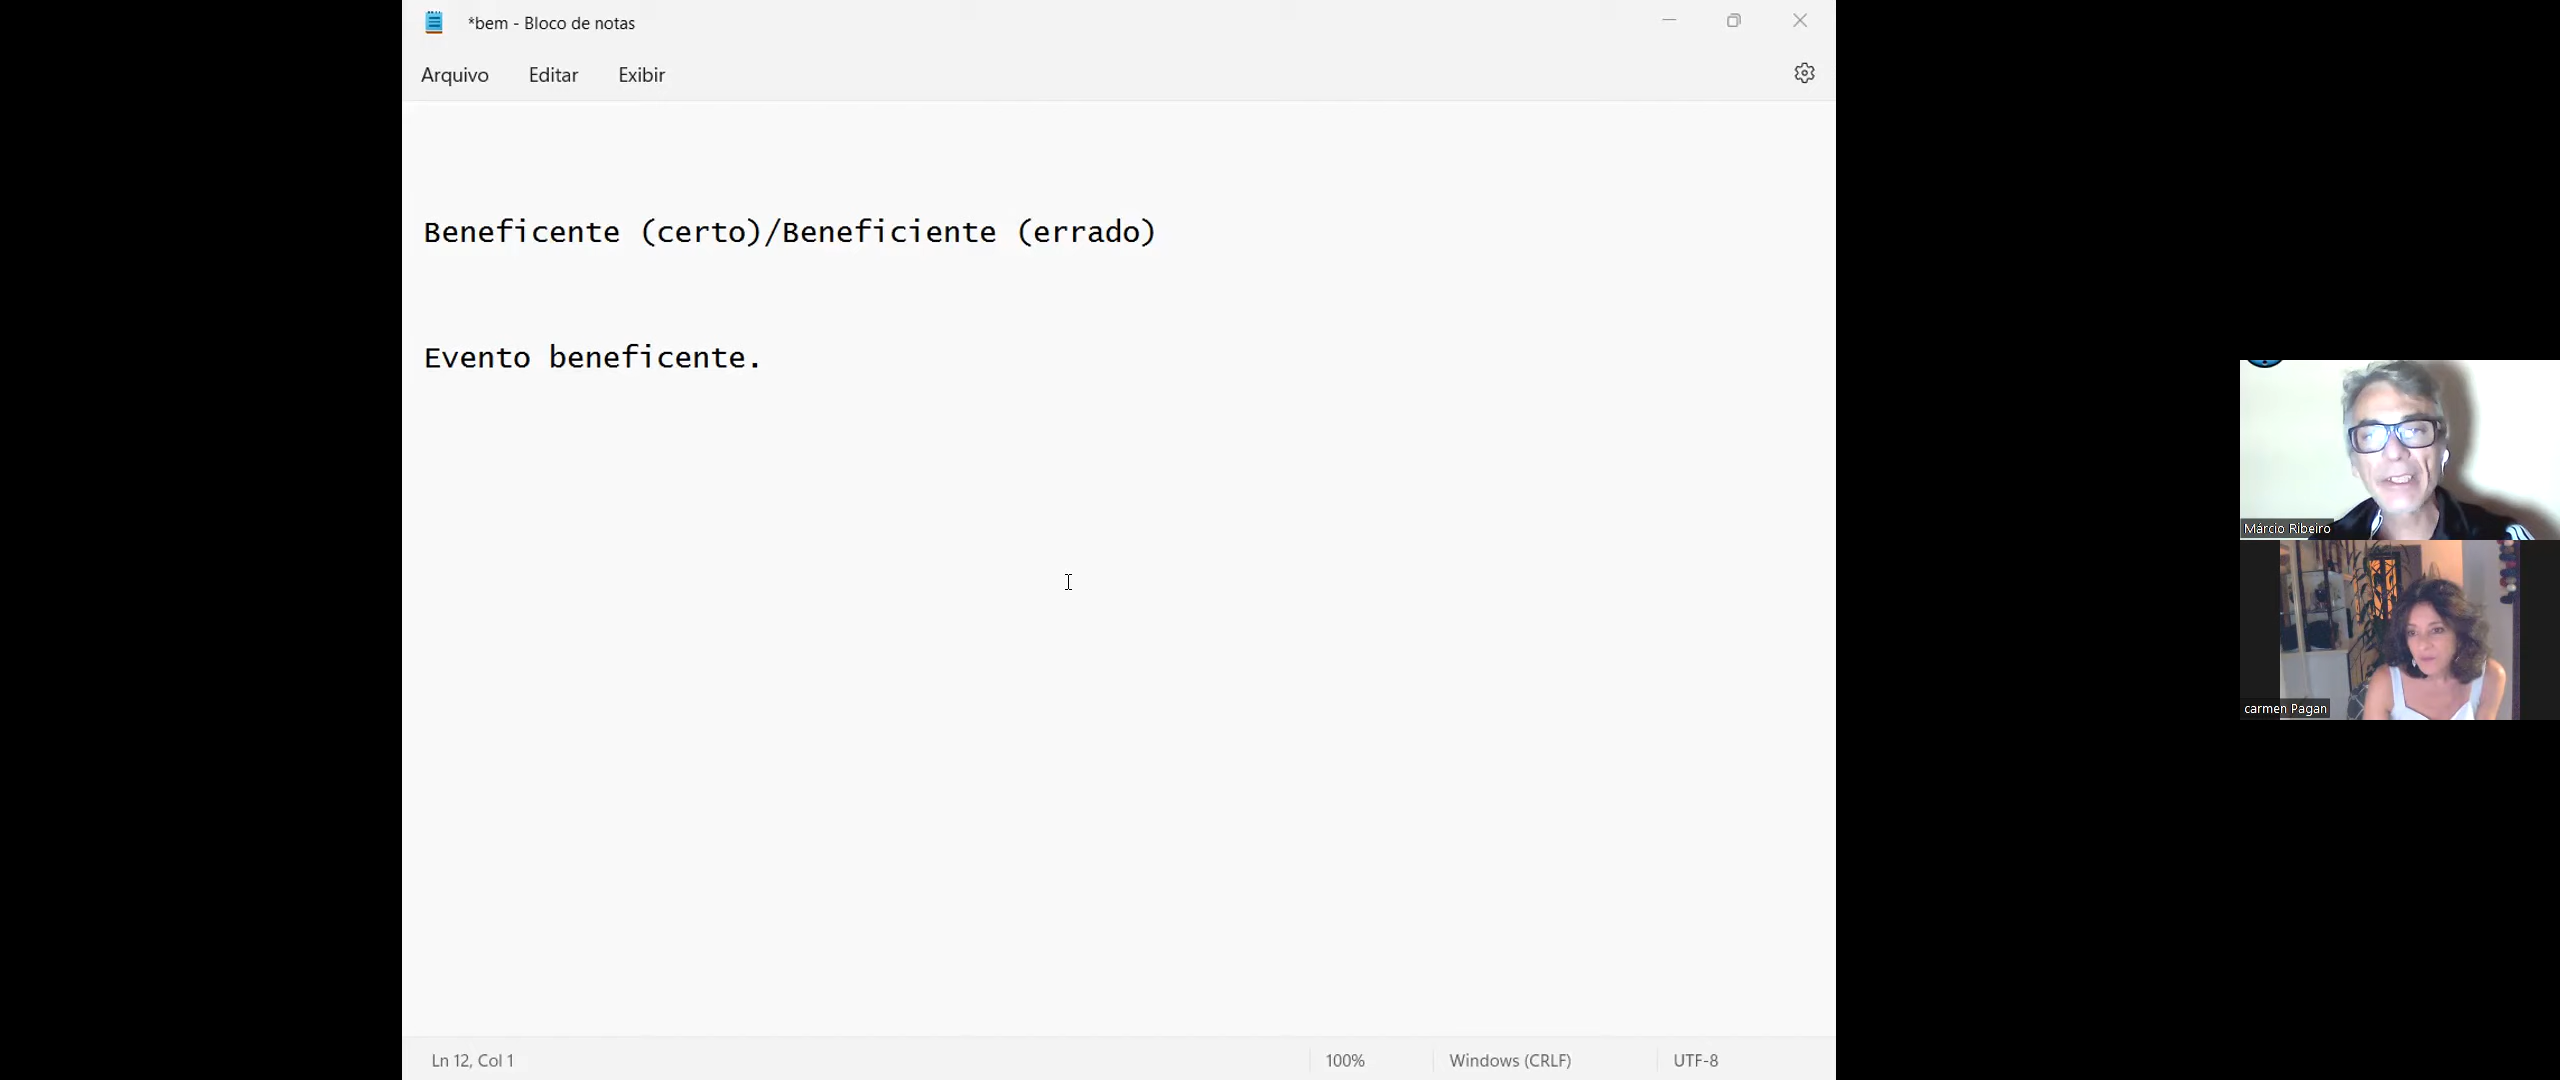 *bem - Bloco de notas
Arquivo Editar Exibir
Beneficente (certo)/Beneficiente (errado)
Evento beneficente.
Márcio Ribeiro
carmen Pagan
Ln 12, Col 1 100% Windows (CRLF) UTF-8